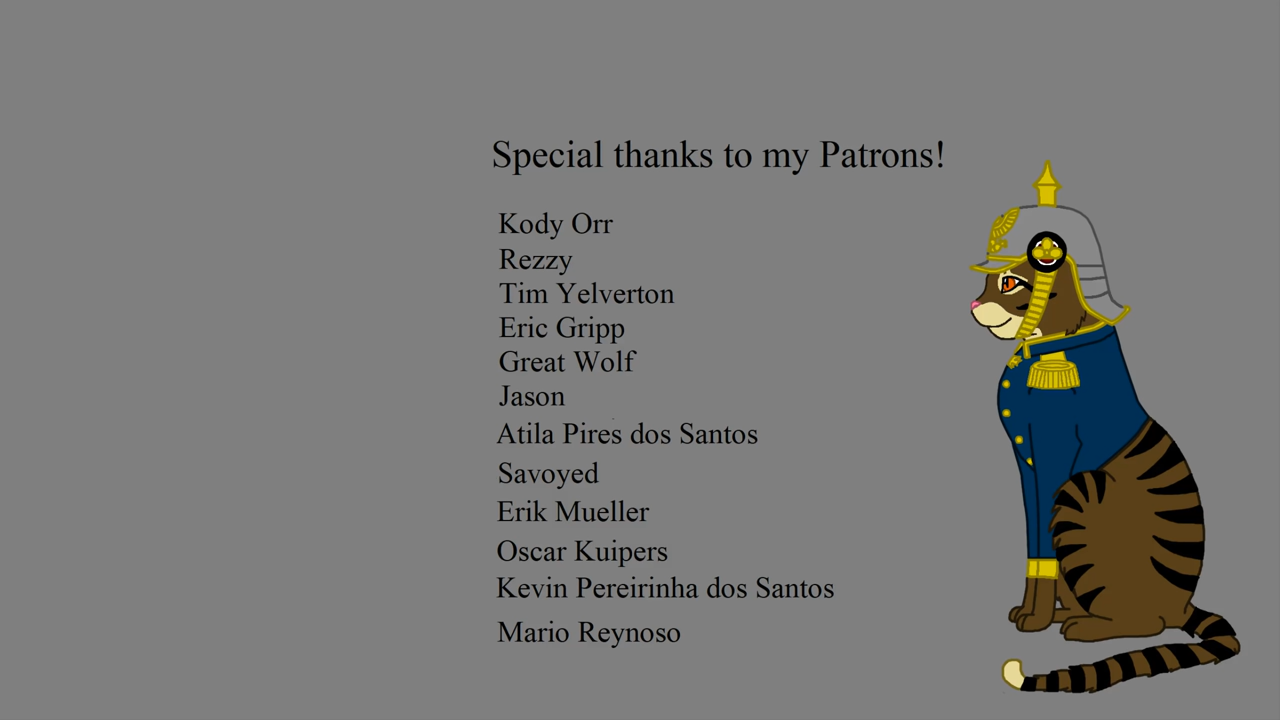 Special thanks to my Patrons!
Kody Orr
Rezzy
Tim Yelverton
Eric Gripp
Great Wolf
Jason
Atila Pires dos Santos
Savoyed
Erik Mueller
Oscar Kuipers
Kevin Pereirinha dos Santos
Mario Reynoso